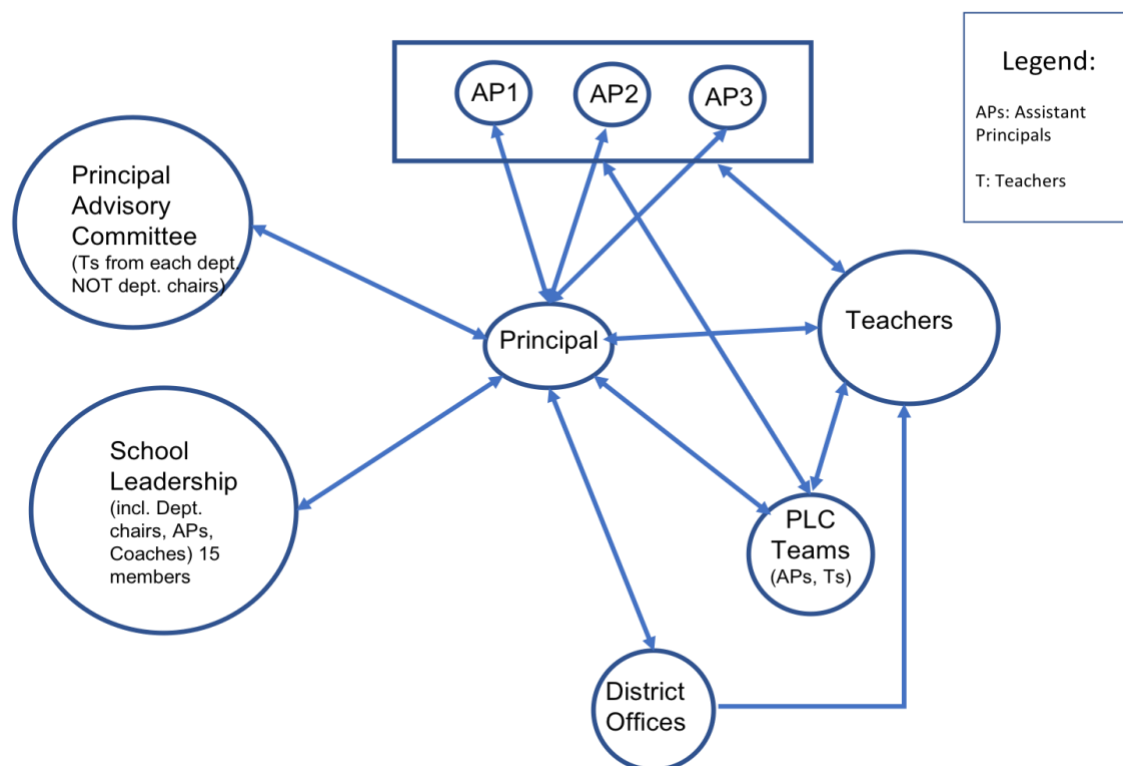 AP1
AP2
AP3
Legend:
APs: Assistant
Principals
T: Teachers
Principal
Advisory
Committee
(Ts from each dept.
NOT dept. chairs)
Teachers
Principal
School
Leadership
(incl. Dept.
chairs, APs,
Coaches) 15
members
PLC
Teams
(APs, Ts)
District
Offices